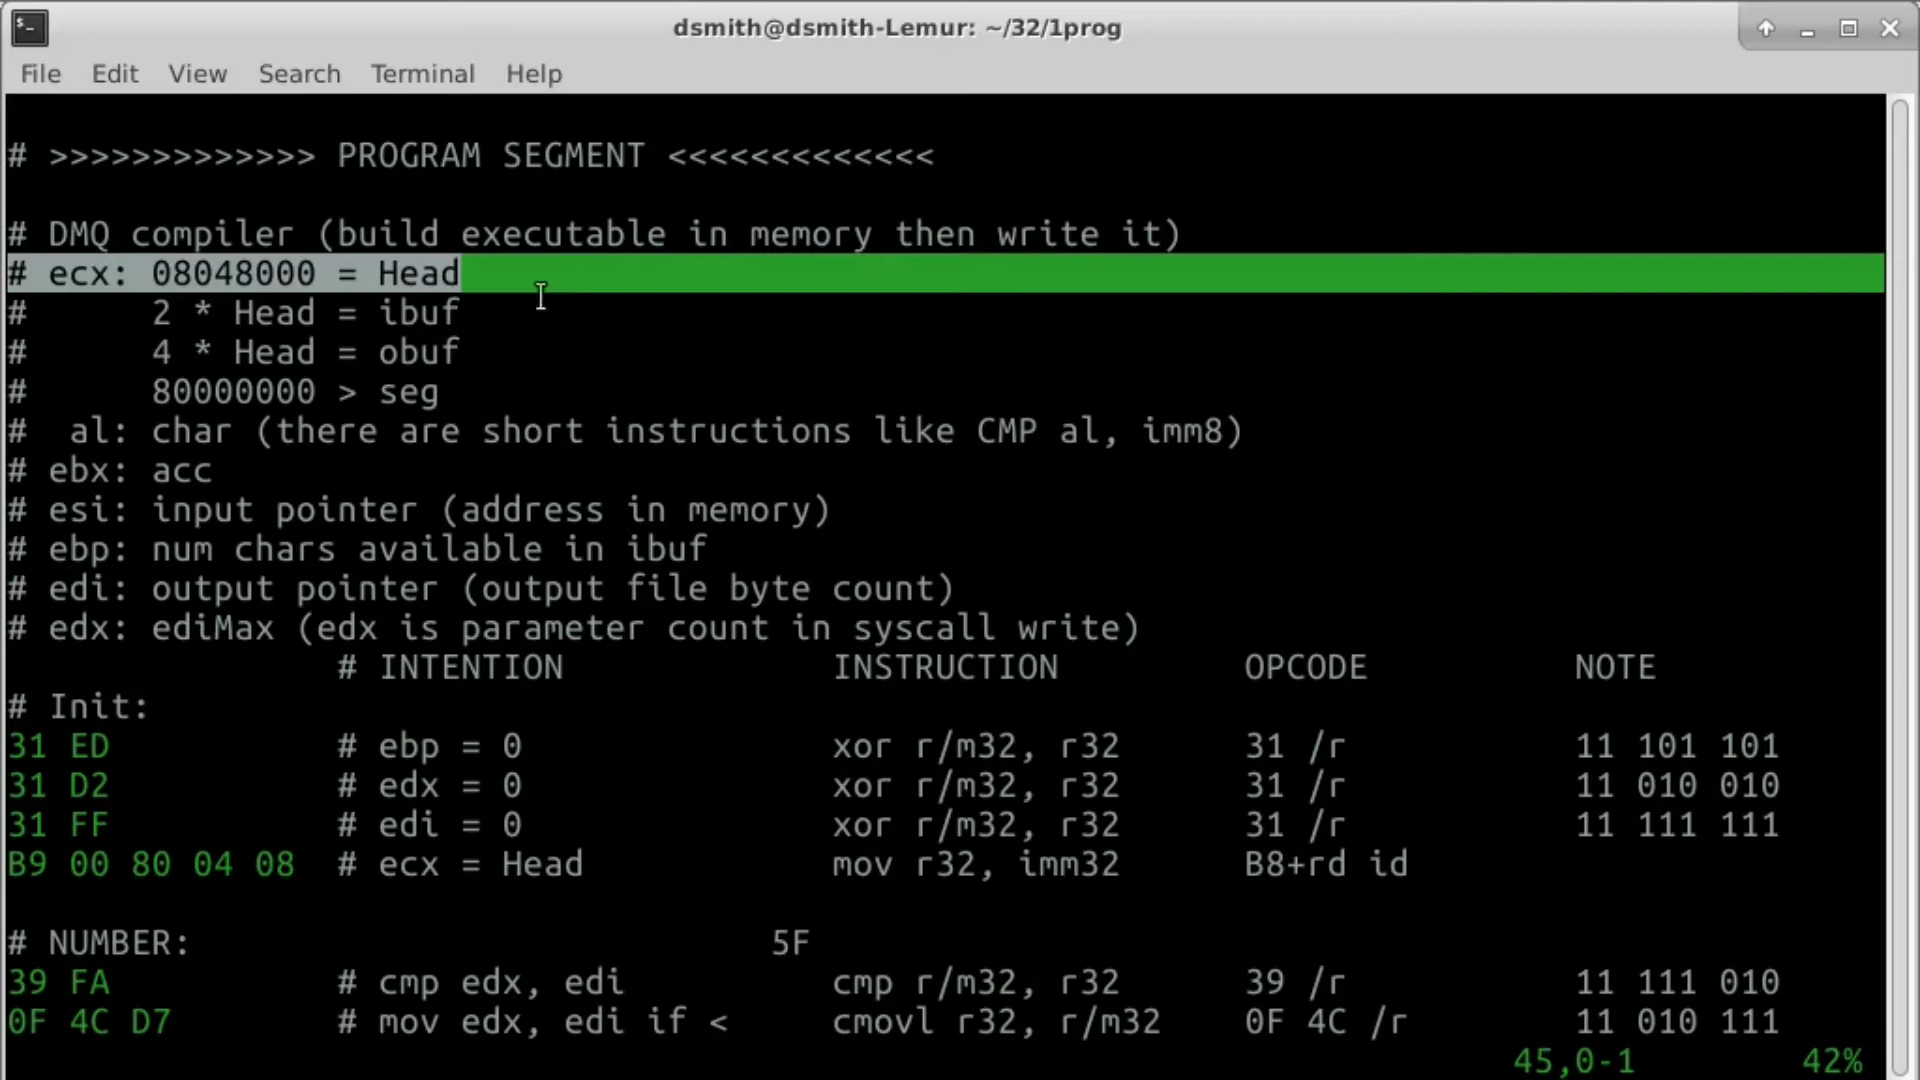 dsmith@dsmith-Lemur: ~/32/1prog
File Edit View Search Terminal Help
# >>>>>>>>>>>>> PROGRAM SEGMENT <<<<<<<<<<<<<
# DMQ compiler (build executable in memory then write it)
# ecx: 08048000 = Head
#      2 * Head = ibuf
#      4 * Head = obuf
#      80000000 > seg
#  al: char (there are short instructions like CMP al, imm8)
# ebx: acc
# esi: input pointer (address in memory)
# ebp: num chars available in ibuf
# edi: output pointer (output file byte count)
# edx: ediMax (edx is parameter count in syscall write)
# INTENTION INSTRUCTION OPCODE NOTE
# Init:
31 ED # ebp = 0 xor r/m32, r32 31 /r 11 101 101
31 D2 # edx = 0 xor r/m32, r32 31 /r 11 010 010
31 FF # edi = 0 xor r/m32, r32 31 /r 11 111 111
B9 00 80 04 08 # ecx = Head mov r32, imm32 B8+rd id
# NUMBER: 5F
39 FA # cmp edx, edi cmp r/m32, r32 39 /r 11 111 010
0F 4C D7 # mov edx, edi if < cmovl r32, r/m32 0F 4C /r 11 010 111
45,0-1 42%